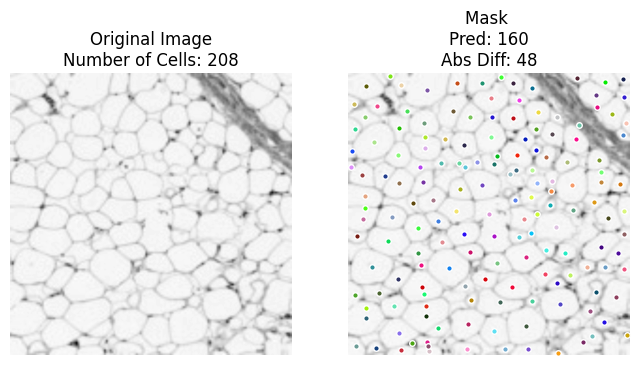 Original Image
Number of Cells: 208
Mask
Pred: 160
Abs Diff: 48